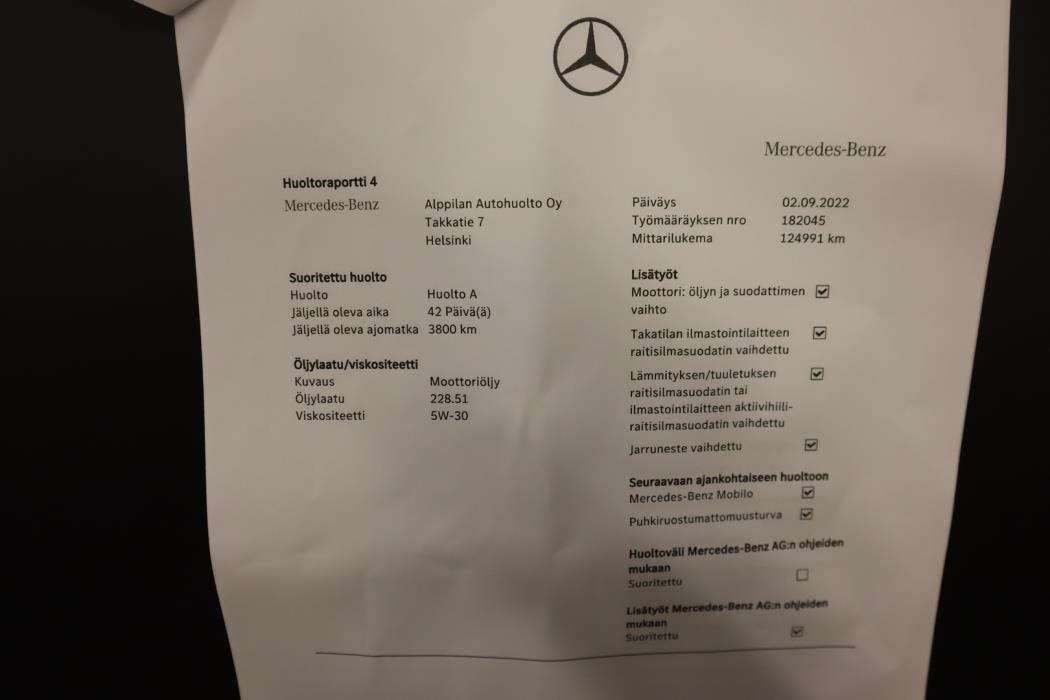 Mercedes-Benz
Huoltoraportti 4
Mercedes-Benz
Alppilan Autohuolto Oy
Takkatie 7
Helsinki
Päiväys 02.09.2022
Työmääräyksen nro 182045
Mittarilukema 124991 km
Suoritettu huolto
Huolto Huolto A
Jäljellä oleva aika 42 Päivä(ä)
Jäljellä oleva ajomatka 3800 km
Öljylaatu/viskositeetti
Kuvaus Moottoriöljy
Öljylaatu 228.51
Viskositeetti 5W-30
Lisätyöt
Moottori: öljyn ja suodattimen
vaihto
Takatilan ilmastointilaitteen
raitisilmasuodatin vaihdettu
Lämmityksen/tuuletuksen
raitisilmasuodatin tai
ilmastointilaitteen aktiivihiili-
raitisilmasuodatin vaihdettu
Jarruneste vaihdettu
Seuraavaan ajankohtaiseen huoltoon
Mercedes-Benz Mobilo
Puhkiruostumattomuusturva
Huoltoväli Mercedes-Benz AG:n ohjeiden
mukaan
Suoritettu
Lisätyöt Mercedes-Benz AG:n ohjeiden
mukaan
Suoritettu